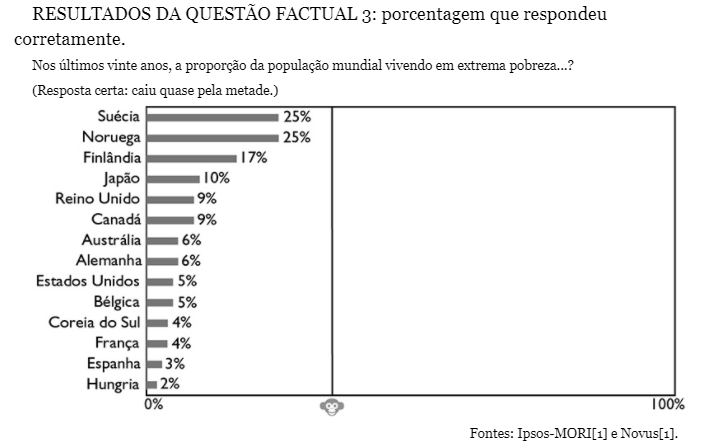 RESULTADOS DA QUESTÃO FACTUAL 3: porcentagem que respondeu
corretamente.
Nos últimos vinte anos, a proporção da população mundial vivendo em extrema pobreza...?
(Resposta certa: caiu quase pela metade.)
Suécia 25%
Noruega 25%
Finlândia 17%
Japão 10%
Reino Unido 9%
Canadá 9%
Austrália 6%
Alemanha 6%
Estados Unidos 5%
Bélgica 5%
Coreia do Sul 4%
França 4%
Espanha 3%
Hungria 2%
0% 100%
Fontes: Ipsos-MORI[1] e Novus[1].